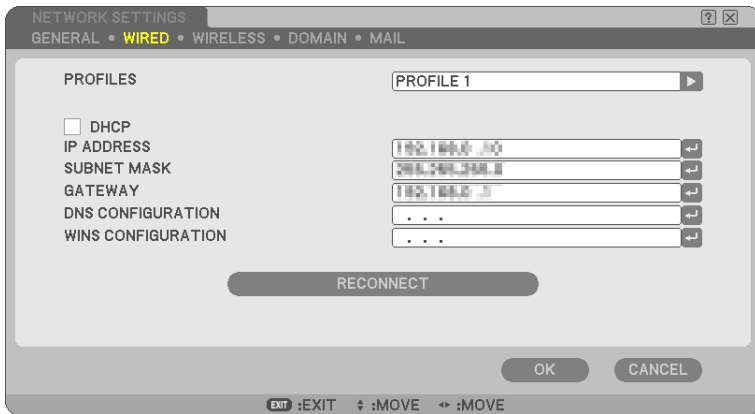 NETWORK SETTINGS
GENERAL • WIRED • WIRELESS • DOMAIN • MAIL
PROFILES PROFILE 1
DHCP
IP ADDRESS
SUBNET MASK
GATEWAY
DNS CONFIGURATION . . .
WINS CONFIGURATION . . .
RECONNECT
OK CANCEL
EXIT :EXIT :MOVE :MOVE